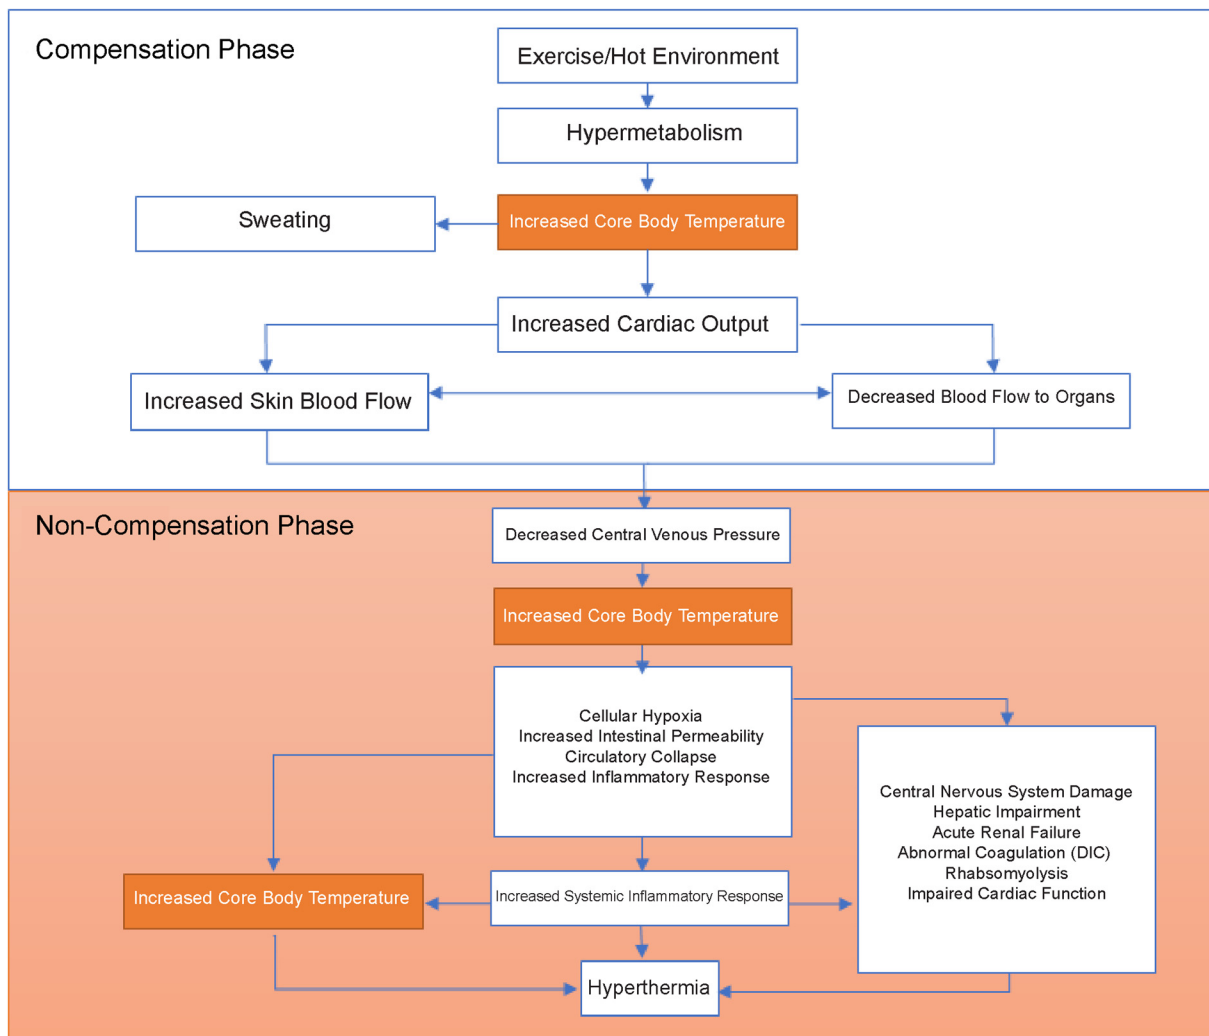 Compensation Phase
Exercise/Hot Environment
Hypermetabolism
Sweating
Increased Core Body Temperature
Increased Cardiac Output
Increased Skin Blood Flow
Decreased Blood Flow to Organs
Non-Compensation Phase
Decreased Central Venous Pressure
Increased Core Body Temperature
Cellular Hypoxia
Increased Intestinal Permeability
Circulatory Collapse
Increased Inflammatory Response
Central Nervous System Damage
Hepatic Impairment
Acute Renal Failure
Abnormal Coagulation (DIC)
Rhabsomyolysis
Impaired Cardiac Function
Increased Core Body Temperature
Increased Systemic Inflammatory Response
Hyperthermia